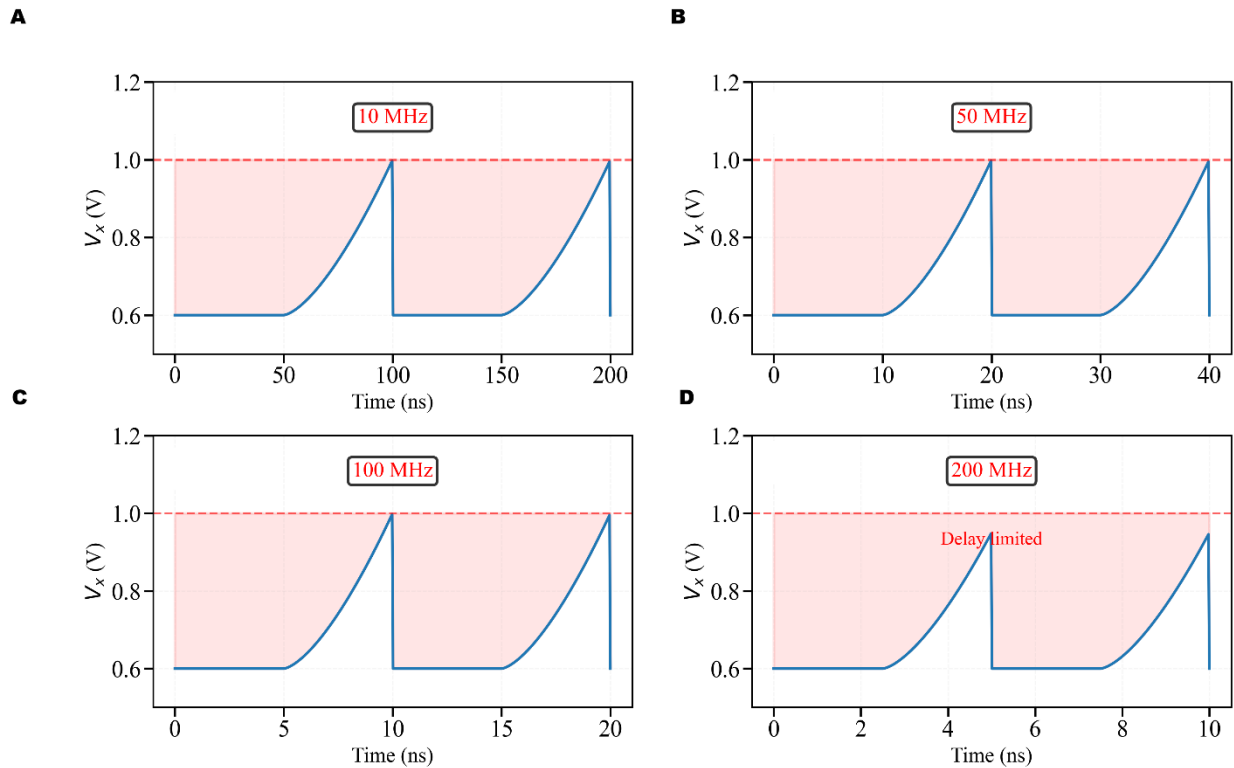 A
1.2
1.0
0.8
0.6
Vx (V)
10 MHz
0 50 100 150 200
Time (ns)
B
1.2
1.0
0.8
0.6
Vx (V)
50 MHz
0 10 20 30 40
Time (ns)
C
1.2
1.0
0.8
0.6
Vx (V)
100 MHz
0 5 10 15 20
Time (ns)
D
1.2
1.0
0.8
0.6
Vx (V)
200 MHz
Delay limited
0 2 4 6 8 10
Time (ns)